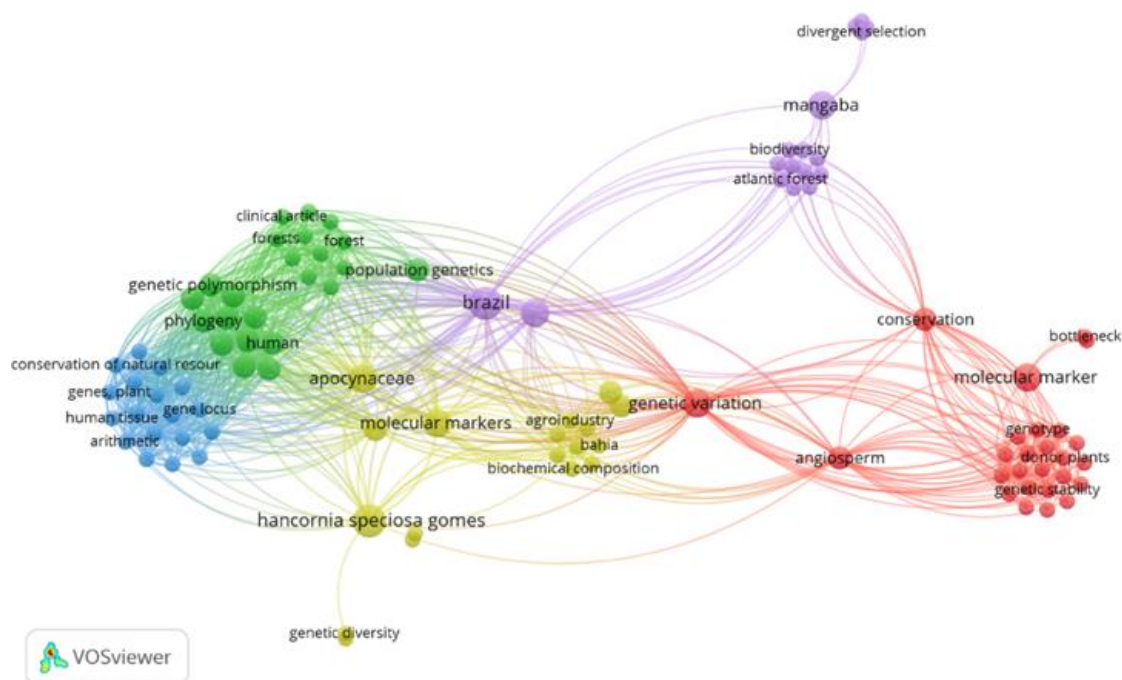 divergent selection
mangaba
biodiversity
atlantic forest
clinical article
forests
forest
population genetics
genetic polymorphism
brazil
phylogeny
human
conservation
bottleneck
conservation of natural resour
apocynaceae
molecular marker
genes, plant
gene locus
genetic variation
human tissue
molecular markers
agroindustry
genotype
arithmetic
bahia
angiosperm
donor plants
biochemical composition
genetic stability
hancornia speciosa gomes
genetic diversity
VOSviewer